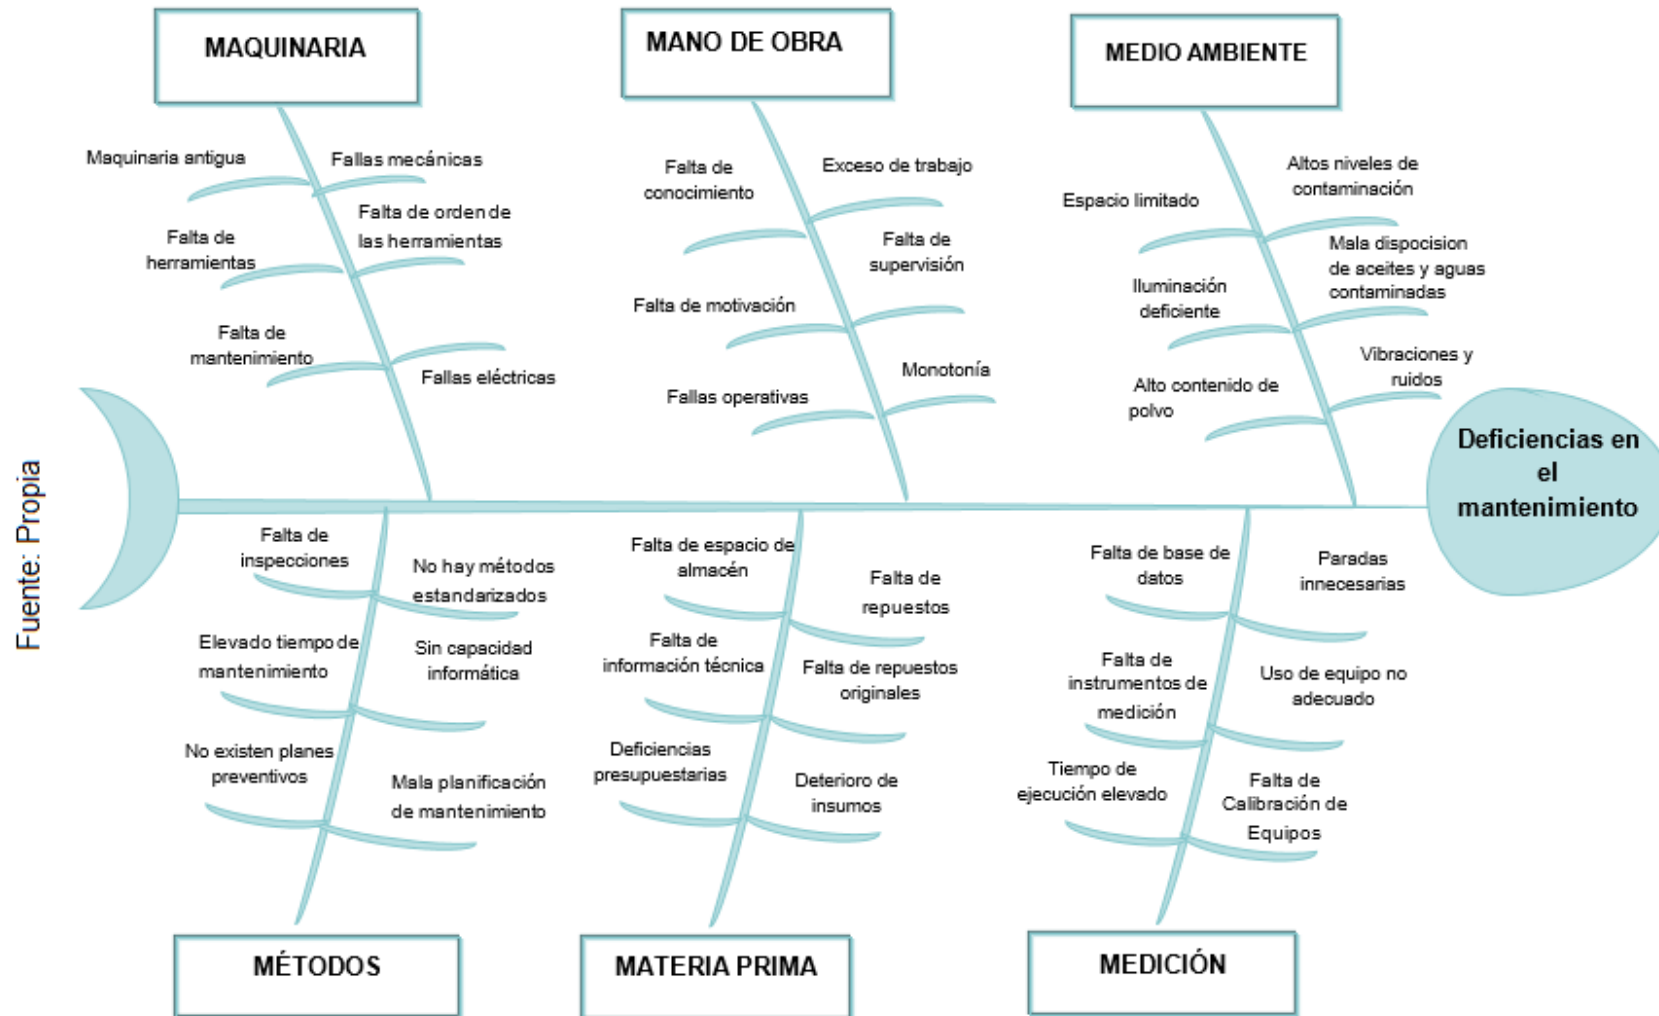 MAQUINARIA
MANO DE OBRA
MEDIO AMBIENTE
Maquinaria antigua
Fallas mecánicas
Falta de
herramientas
Falta de orden de
las herramientas
Falta de
mantenimiento
Fallas eléctricas
Falta de
conocimiento
Exceso de trabajo
Falta de
supervisión
Falta de motivación
Monotonía
Fallas operativas
Altos niveles de
contaminación
Espacio limitado
Mala dispocision
de aceites y aguas
contaminadas
Iluminación
deficiente
Vibraciones y
ruidos
Alto contenido de
polvo
Deficiencias en
el
mantenimiento
Fuente: Propia
Falta de
inspecciones
No hay métodos
estandarizados
Elevado tiempo de
mantenimiento
Sin capacidad
informática
No existen planes
preventivos
Mala planificación
de mantenimiento
Falta de espacio de
almacén
Falta de
repuestos
Falta de
información técnica
Falta de repuestos
originales
Deficiencias
presupuestarias
Deterioro de
insumos
Falta de base de
datos
Paradas
innecesarias
Falta de
instrumentos de
medición
Uso de equipo no
adecuado
Tiempo de
ejecución elevado
Falta de
Calibración de
Equipos
MÉTODOS
MATERIA PRIMA
MEDICIÓN